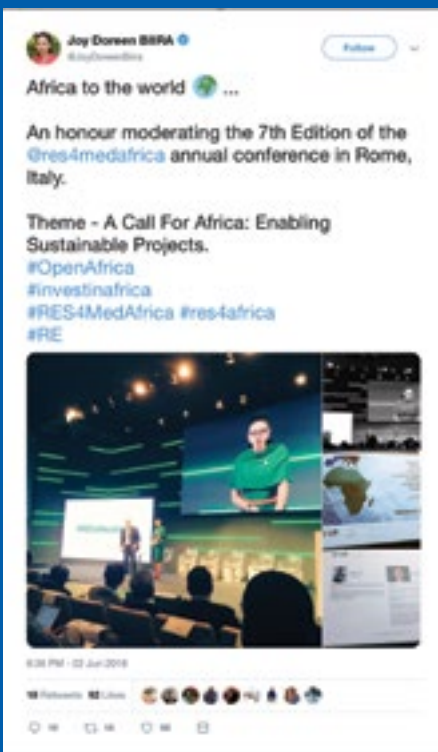 Joy Doreen BIIRA
@JoyDoreenBiira
Follow
Africa to the world 🌍 ...
An honour moderating the 7th Edition of the
@res4medafrica annual conference in Rome,
Italy.
Theme - A Call For Africa: Enabling
Sustainable Projects.
#OpenAfrica
#investinafrica
#RES4MedAfrica #res4africa
#RE